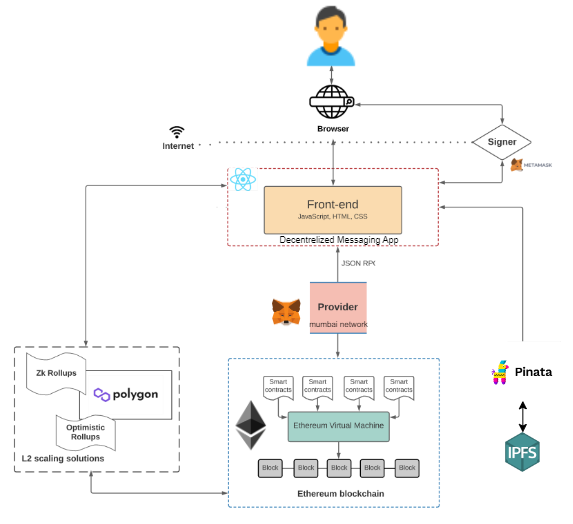 Browser
Internet
Signer
METAMASK
Front-end
JavaScript, HTML, CSS
Decentrelized Messaging App
JSON RPC
Provider
mumbai network
Zk Rollups
polygon
Optimistic
Rollups
L2 scaling solutions
Smart
contracts
Smart
contracts
Smart
contracts
Smart
contracts
Ethereum Virtual Machine
Block
Block
Block
Block
Block
Ethereum blockchain
Pinata
IPFS